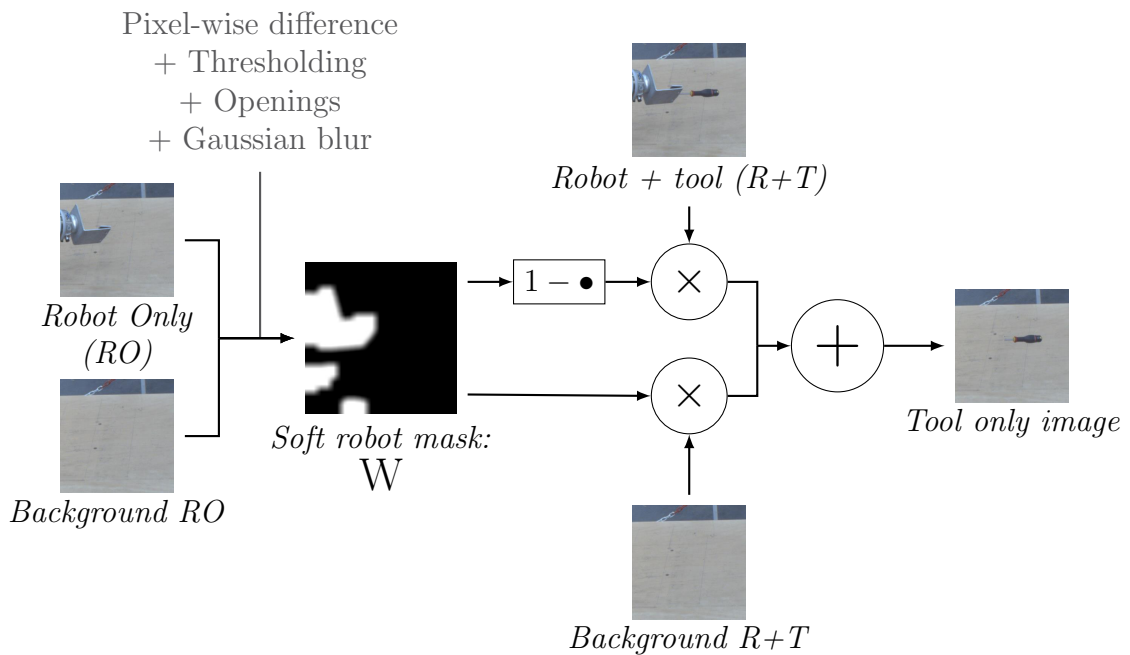 Pixel-wise difference
+ Thresholding
+ Openings
+ Gaussian blur
Robot + tool (R+T)
Robot Only
(RO)
1 − •
×
×
+
Soft robot mask:
W
Tool only image
Background RO
Background R+T